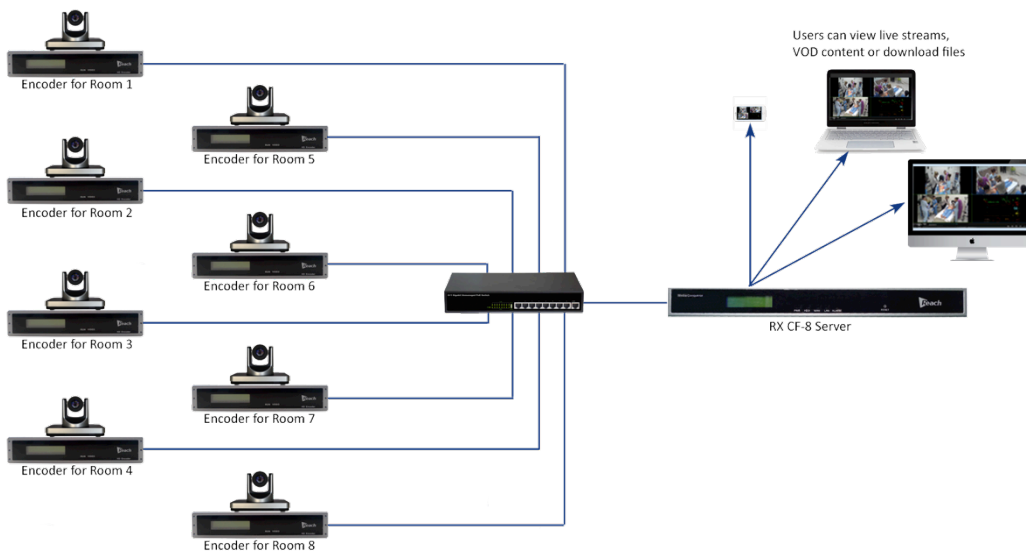 Users can view live streams,
VOD content or download files
Encoder for Room 1
Encoder for Room 5
Encoder for Room 2
Encoder for Room 6
Encoder for Room 3
Encoder for Room 7
Encoder for Room 4
Encoder for Room 8
Reach
RX CF-8 Server